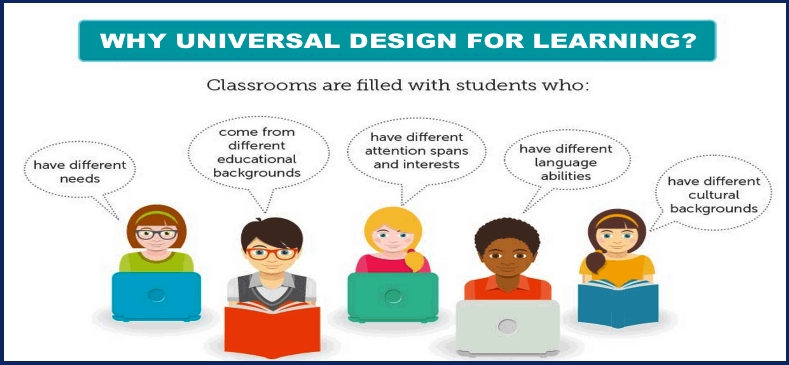 WHY UNIVERSAL DESIGN FOR LEARNING?
Classrooms are filled with students who:
have different
needs
come from
different
educational
backgrounds
have different
attention spans
and interests
have different
language
abilities
have different
cultural
backgrounds